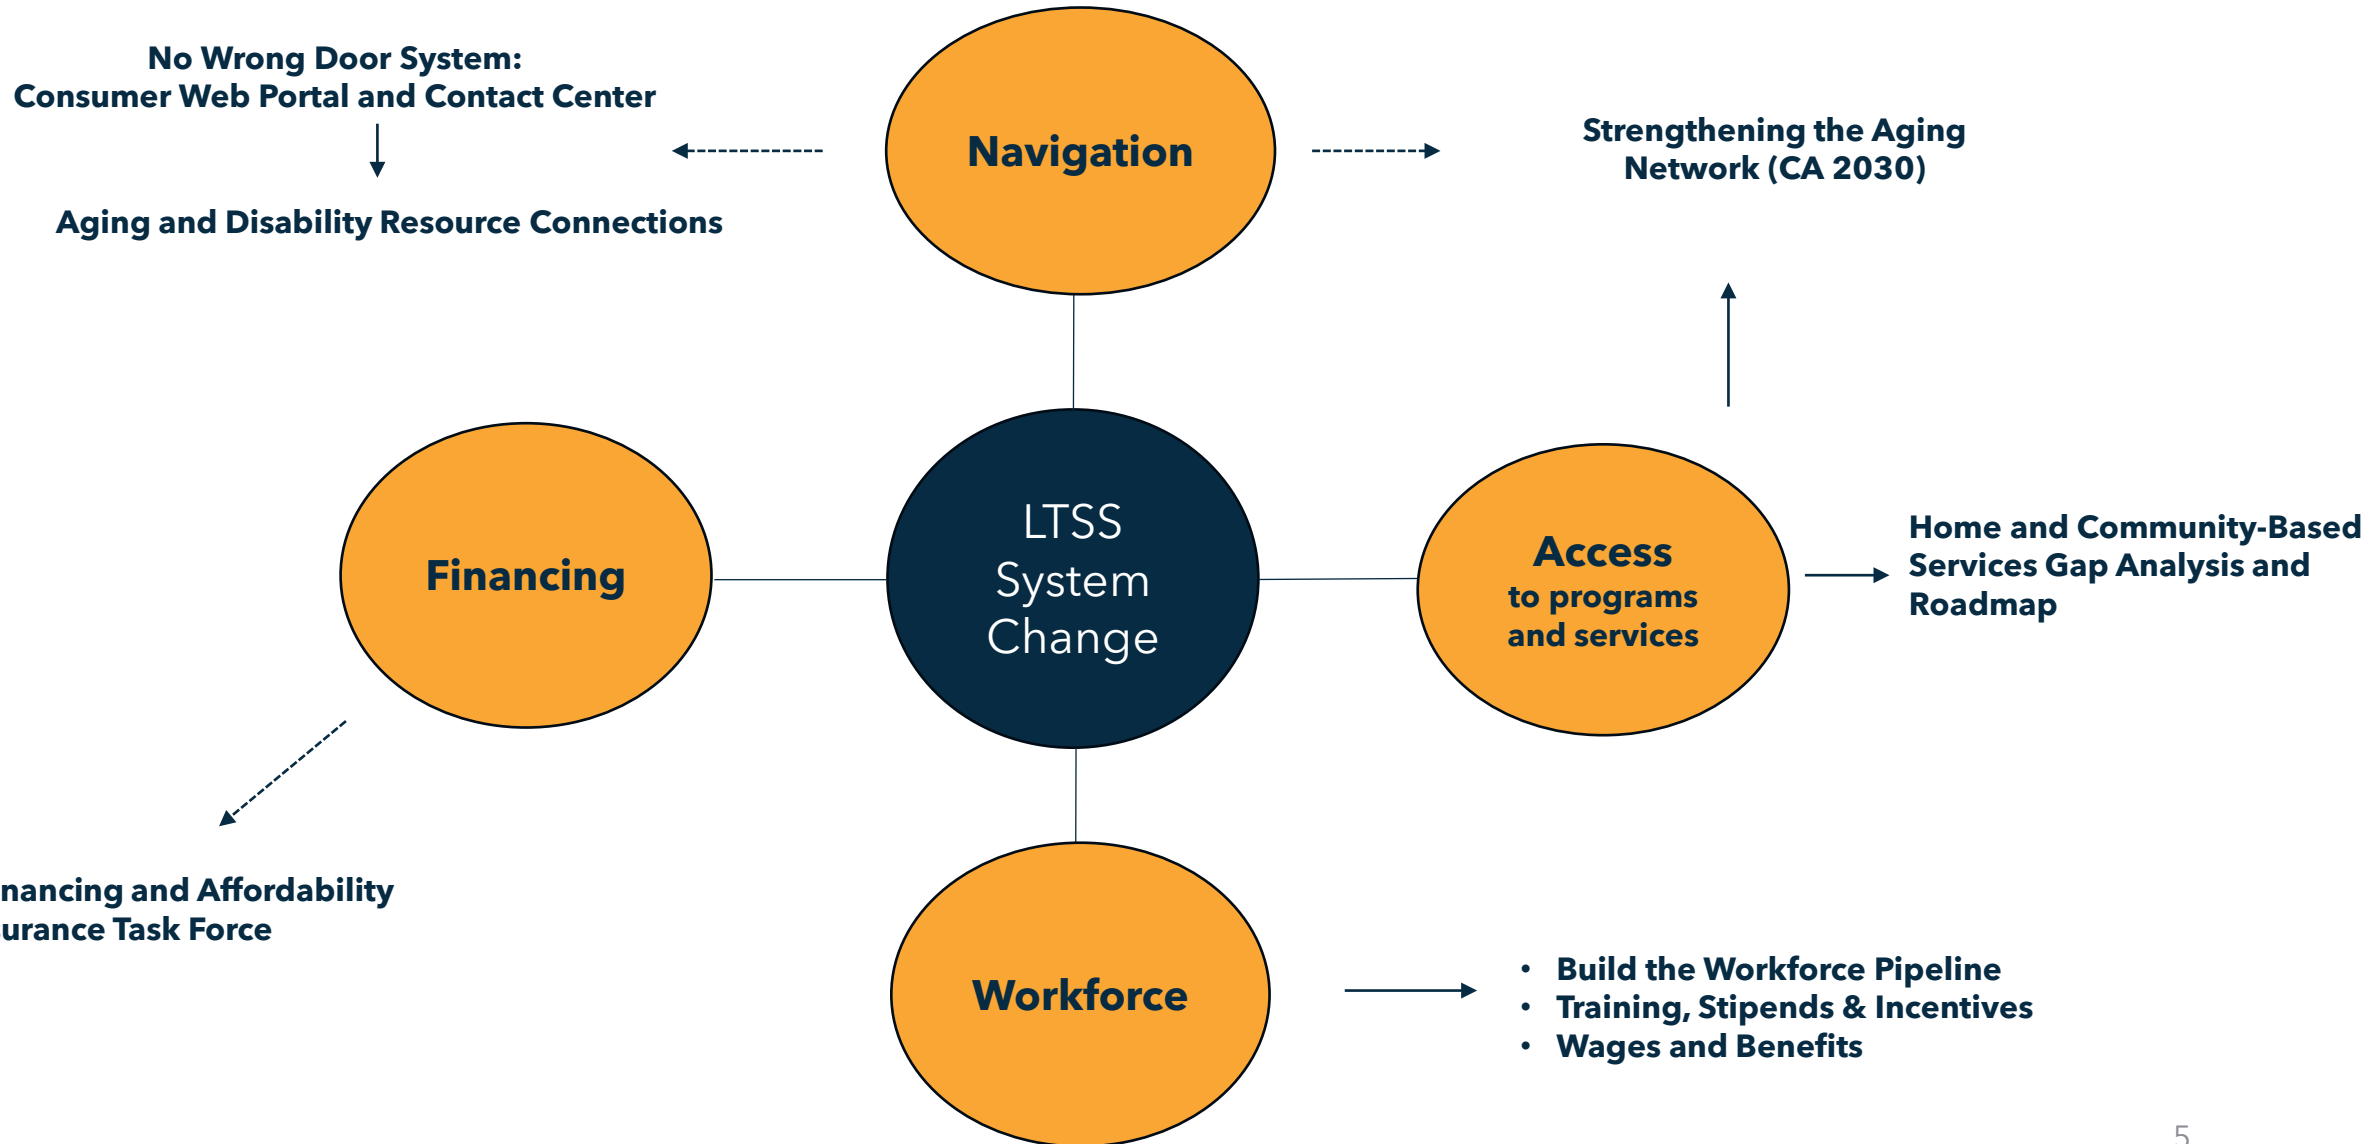 No Wrong Door System:
Consumer Web Portal and Contact Center
Aging and Disability Resource Connections
Navigation
Strengthening the Aging
Network (CA 2030)
Financing
LTSS
System
Change
Access
to programs
and services
Home and Community-Based
Services Gap Analysis and
Roadmap
nancing and Affordability
urance Task Force
Workforce
• Build the Workforce Pipeline
• Training, Stipends & Incentives
• Wages and Benefits
5